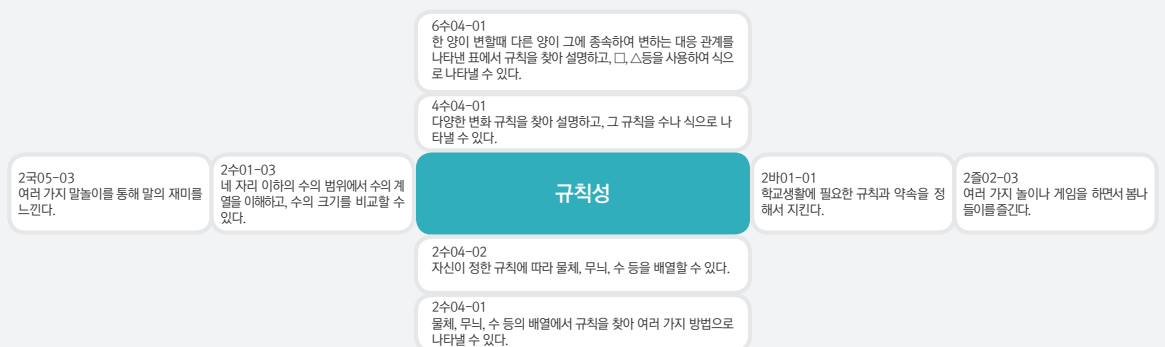 6수04-01
한 양이 변할때 다른 양이 그에 종속하여 변하는 대응 관계를
나타낸 표에서 규칙을 찾아 설명하고, □, △등을 사용하여 식으
로 나타낼 수 있다.
4수04-01
다양한 변화 규칙을 찾아 설명하고, 그 규칙을 수나 식으로 나
타낼 수 있다.
2국05-03
여러 가지 말놀이를 통해 말의 재미를
느낀다.
2수01-03
네 자리 이하의 수의 범위에서 수의 계
열을 이해하고, 수의 크기를 비교할 수
있다.
규칙성
2바01-01
학교생활에 필요한 규칙과 약속을 정
해서 지킨다.
2즐02-03
여러 가지 놀이나 게임을 하면서 봄나
들이를 즐긴다.
2수04-02
자신이 정한 규칙에 따라 물체, 무늬, 수 등을 배열할 수 있다.
2수04-01
물체, 무늬, 수 등의 배열에서 규칙을 찾아 여러 가지 방법으로
나타낼 수 있다.